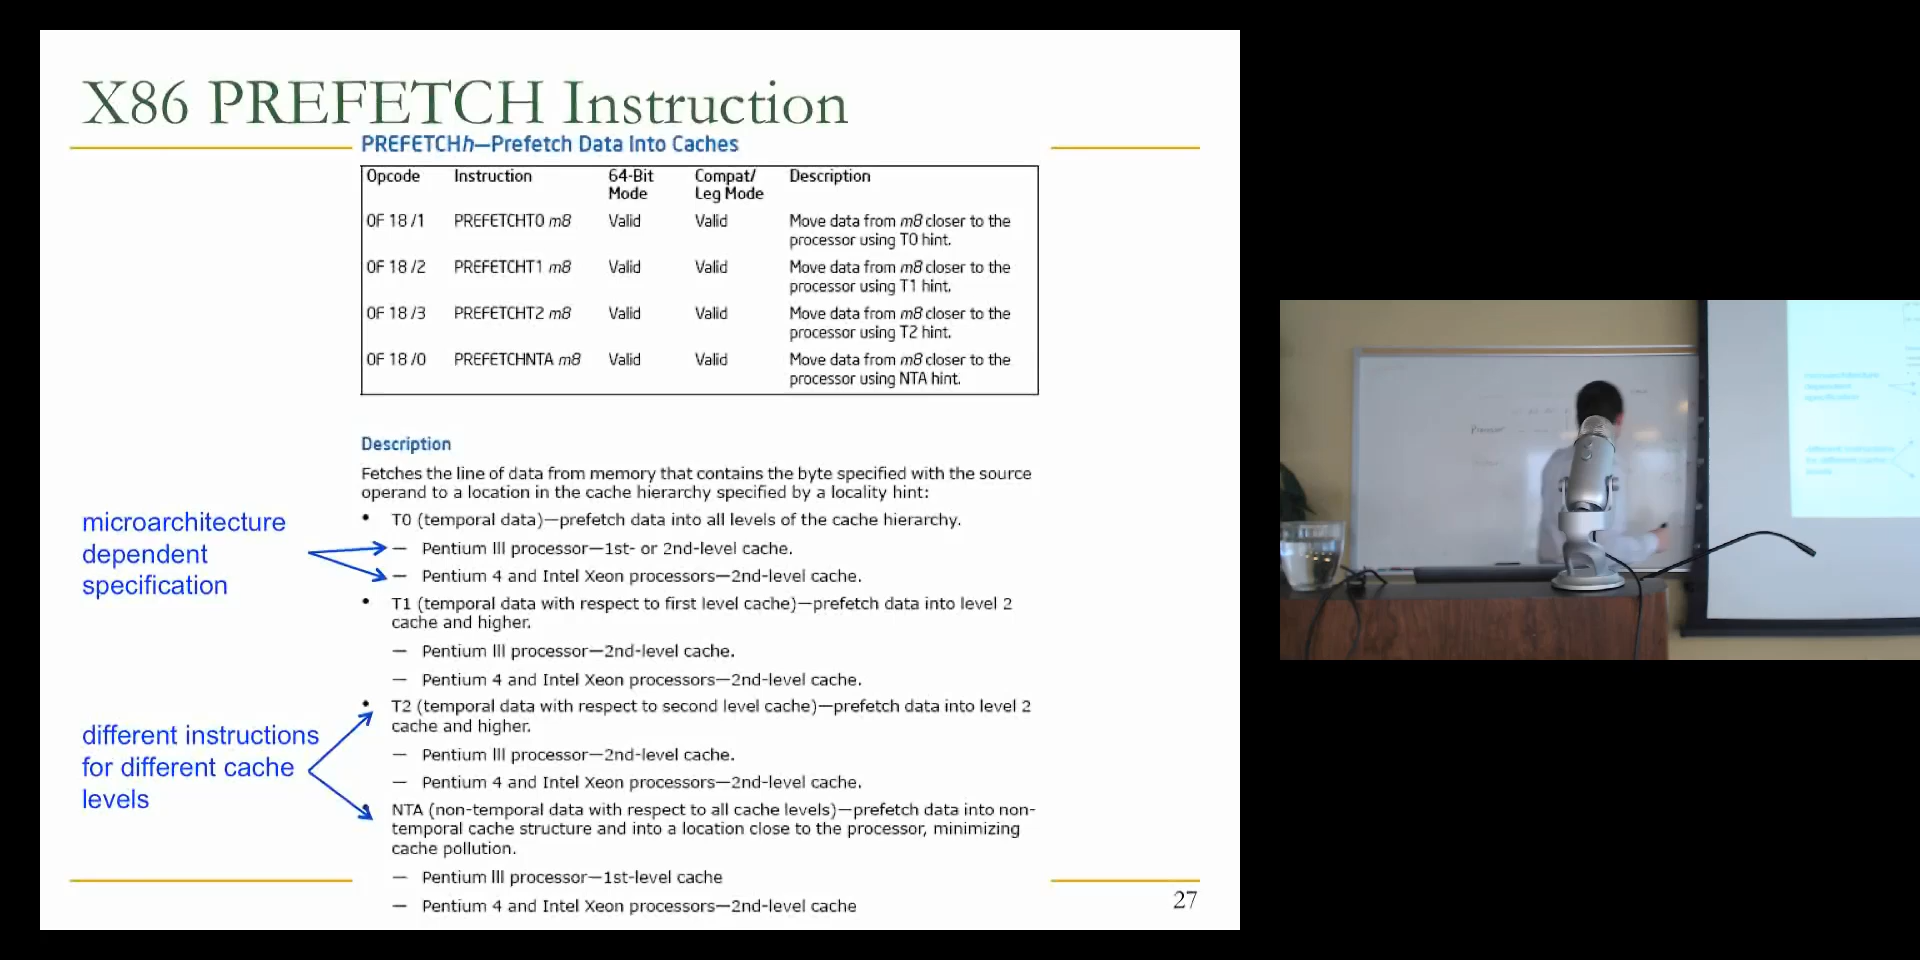 X86 PREFETCH Instruction
PREFETCHh—Prefetch Data Into Caches
Opcode Instruction 64-Bit Mode Compat/ Leg Mode Description
0F 18 /1 PREFETCHT0 m8 Valid Valid Move data from m8 closer to the
processor using T0 hint.
0F 18 /2 PREFETCHT1 m8 Valid Valid Move data from m8 closer to the
processor using T1 hint.
0F 18 /3 PREFETCHT2 m8 Valid Valid Move data from m8 closer to the
processor using T2 hint.
0F 18 /0 PREFETCHNTA m8 Valid Valid Move data from m8 closer to the
processor using NTA hint.
Description
Fetches the line of data from memory that contains the byte specified with the source
operand to a location in the cache hierarchy specified by a locality hint:
• T0 (temporal data)—prefetch data into all levels of the cache hierarchy.
— Pentium III processor—1st- or 2nd-level cache.
— Pentium 4 and Intel Xeon processors—2nd-level cache.
microarchitecture
dependent
specification
• T1 (temporal data with respect to first level cache)—prefetch data into level 2
cache and higher.
— Pentium III processor—2nd-level cache.
— Pentium 4 and Intel Xeon processors—2nd-level cache.
• T2 (temporal data with respect to second level cache)—prefetch data into level 2
cache and higher.
— Pentium III processor—2nd-level cache.
— Pentium 4 and Intel Xeon processors—2nd-level cache.
different instructions
for different cache
levels
• NTA (non-temporal data with respect to all cache levels)—prefetch data into non-
temporal cache structure and into a location close to the processor, minimizing
cache pollution.
— Pentium III processor—1st-level cache
— Pentium 4 and Intel Xeon processors—2nd-level cache
27